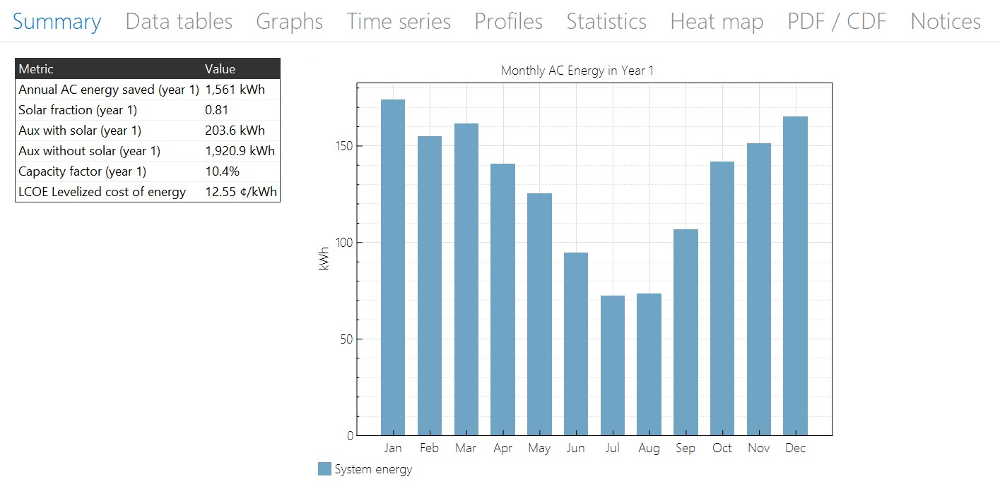 Summary Data tables Graphs Time series Profiles Statistics Heat map PDF / CDF Notices
Metric Value
Annual AC energy saved (year 1) 1,561 kWh
Solar fraction (year 1) 0.81
Aux with solar (year 1) 203.6 kWh
Aux without solar (year 1) 1,920.9 kWh
Capacity factor (year 1) 10.4%
LCOE Levelized cost of energy 12.55 ¢/kWh
Monthly AC Energy in Year 1
150
100
50
0
kWh
Jan Feb Mar Apr May Jun Jul Aug Sep Oct Nov Dec
System energy